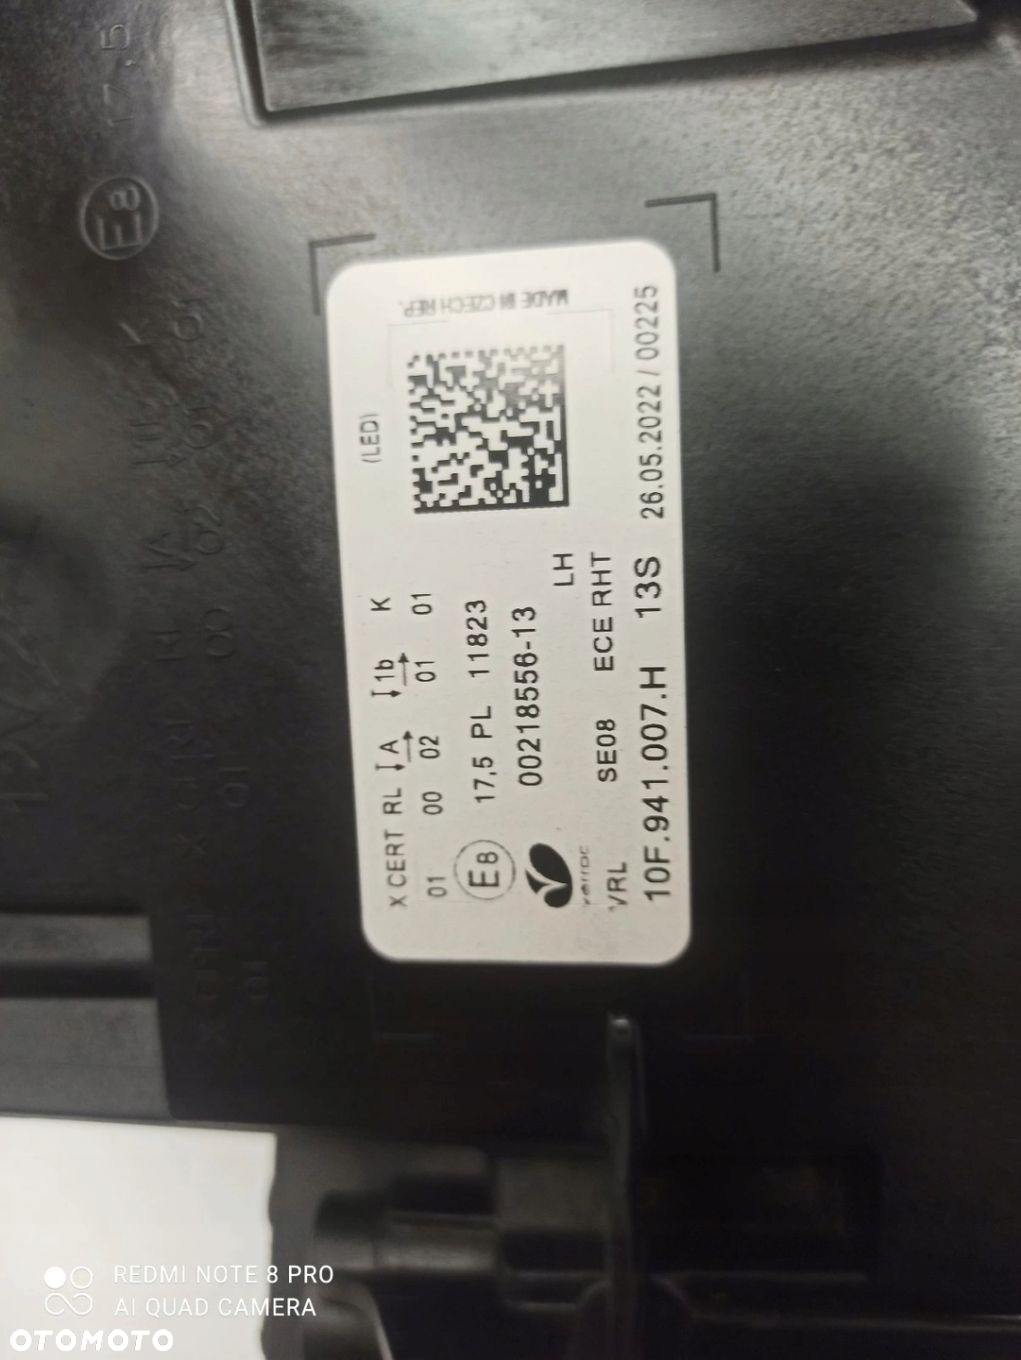 X CERT RL A 1b K (LED)
01 00 02 01 01
E8 17,5 PL 11823
00218556-13
LH
VRL SE08 ECE RHT
10F.941.007.H 13S 26.05.2022 / 00225
MADE IN CZECH REP.
E8
REDMI NOTE 8 PRO
AI QUAD CAMERA
OTOMOTO